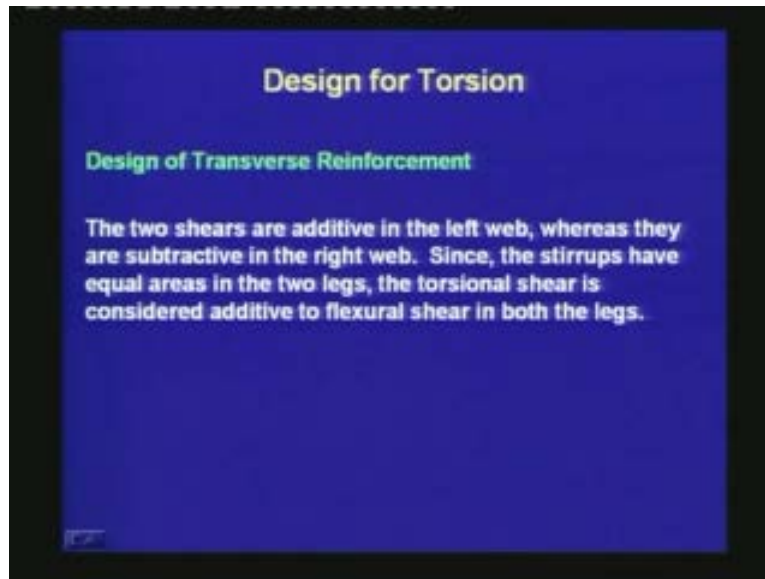 Design for Torsion
Design of Transverse Reinforcement
The two shears are additive in the left web, whereas they
are subtractive in the right web.  Since, the stirrups have
equal areas in the two legs, the torsional shear is
considered additive to flexural shear in both the legs.